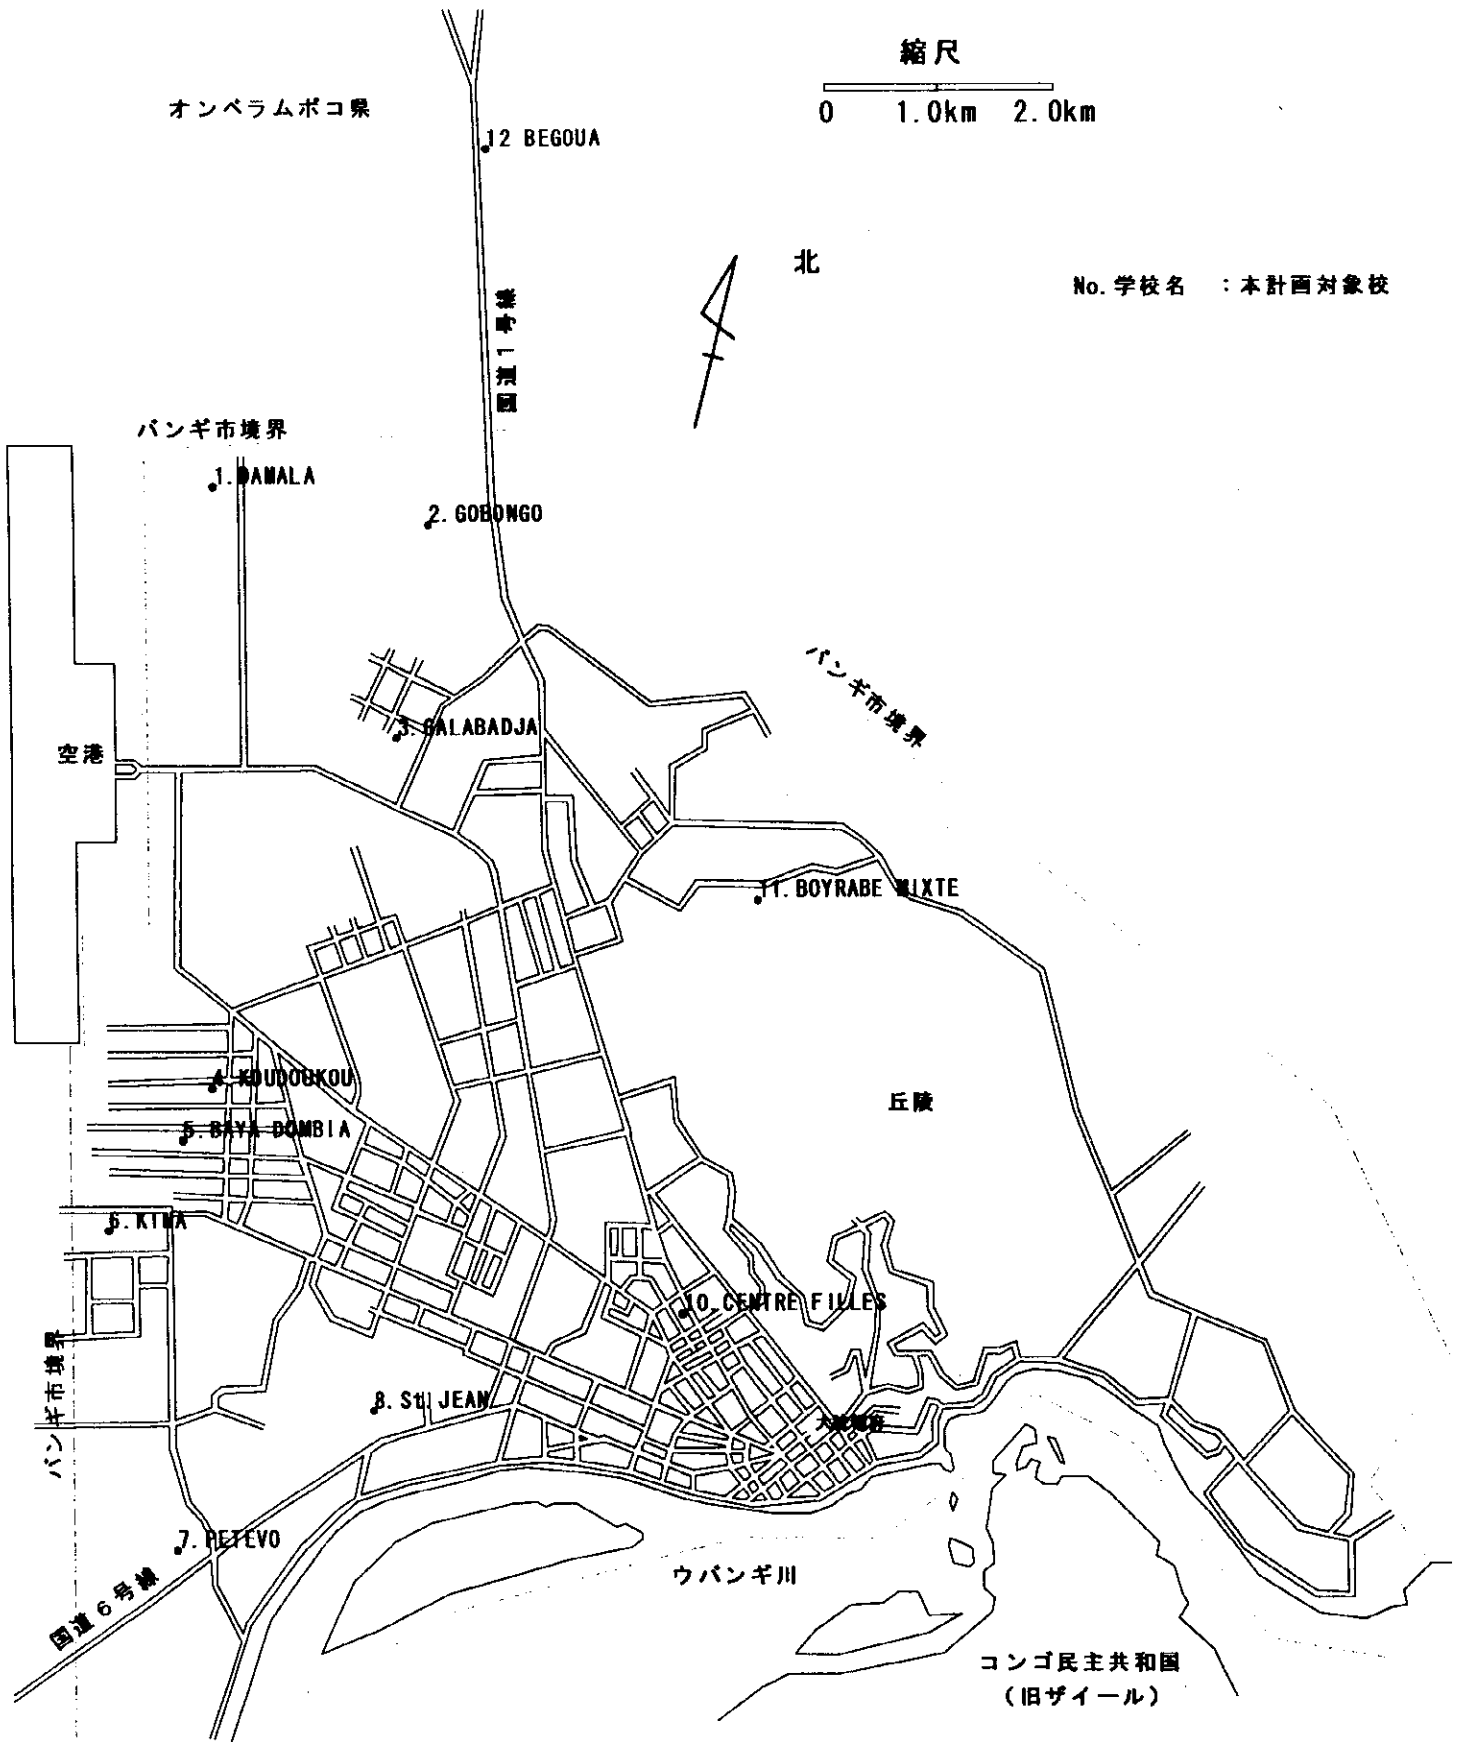 縮尺
0 1.0km 2.0km
オンベラムポコ県
12 BEGOUA
北
No.学校名 :本計画対象校
国道1号線
バンギ市境界
1.DAMALA
2.GOBONGO
バンギ市境界
3.GALABADJA
空港
11.BOYRABE MIXTE
4.KOUDOUKOU
丘陵
5.BAYA DOMBIA
6.KINA
10.CENTRE FILLES
バンギ市境界
8.St.JEAN
大統領府
7.PETEVO
ウバンギ川
国道6号線
コンゴ民主共和国
(旧ザイール)